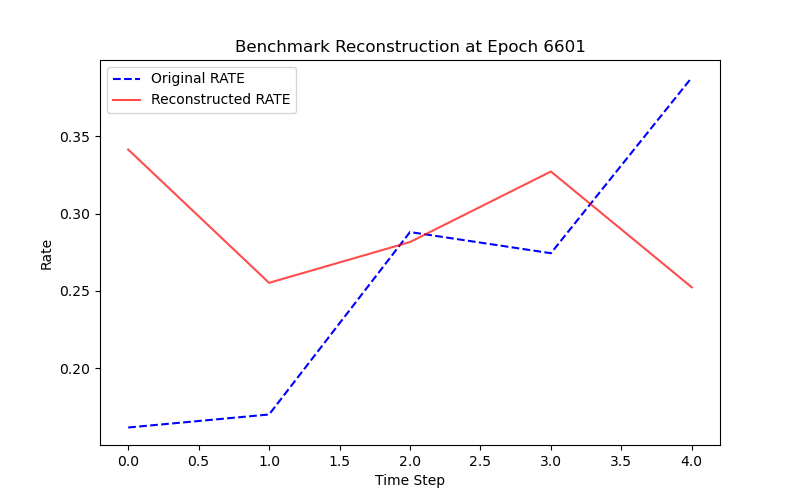 Benchmark Reconstruction at Epoch 6601
Original RATE
Reconstructed RATE
0.35
0.30
0.25
0.20
Rate
0.0 0.5 1.0 1.5 2.0 2.5 3.0 3.5 4.0
Time Step